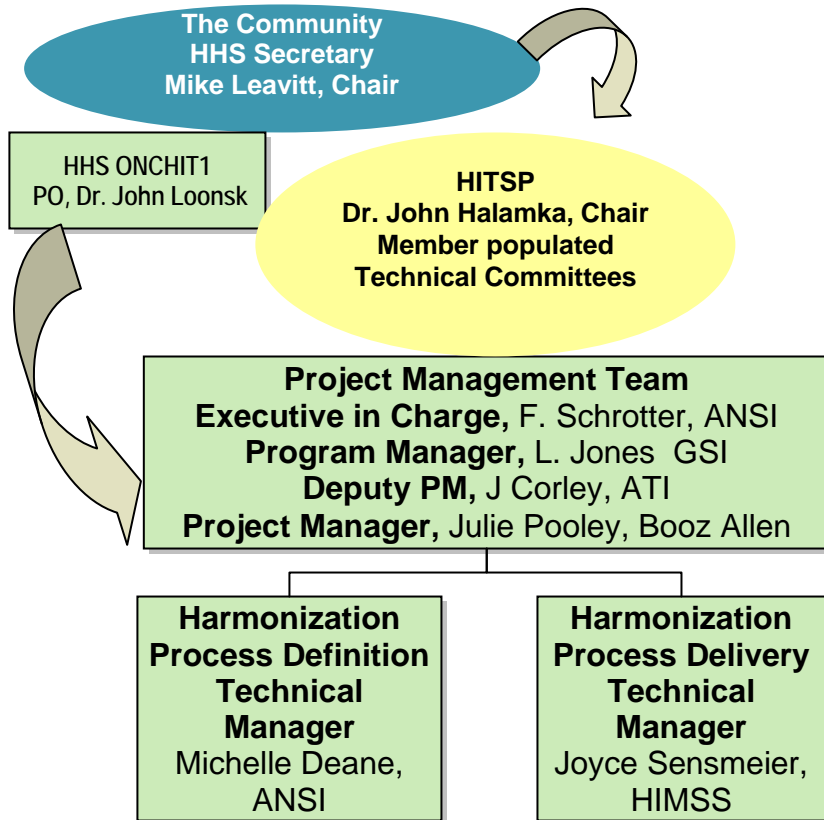 The Community
HHS Secretary
Mike Leavitt, Chair
HHS ONCHIT1
PO, Dr. John Loonsk
HITSP
Dr. John Halamka, Chair
Member populated
Technical Committees
Project Management Team
Executive in Charge, F. Schrotter, ANSI
Program Manager, L. Jones  GSI
Deputy PM, J Corley, ATI
Project Manager, Julie Pooley, Booz Allen
Harmonization
Process Definition
Technical
Manager
Michelle Deane,
ANSI
Harmonization
Process Delivery
Technical
Manager
Joyce Sensmeier,
HIMSS